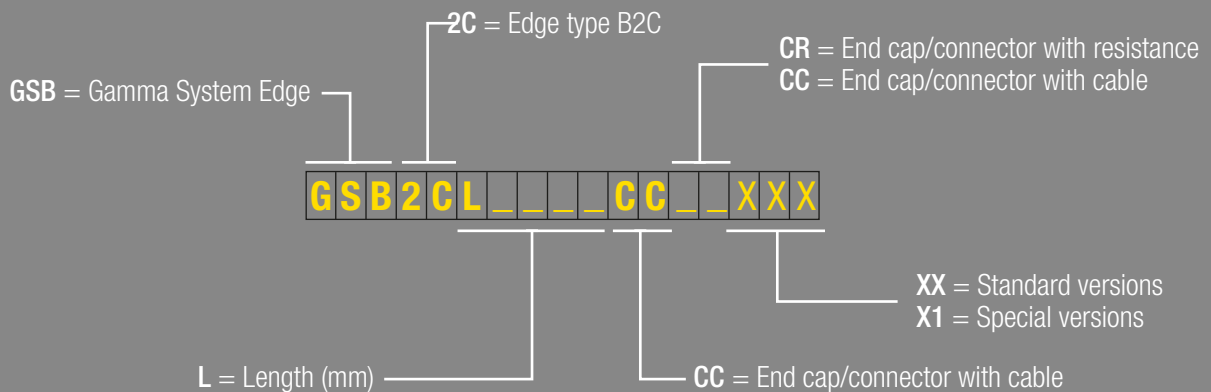 2C = Edge type B2C
CR = End cap/connector with resistance
CC = End cap/connector with cable
GSB = Gamma System Edge
GSB2CL____CC__XXX
XX = Standard versions
X1 = Special versions
L = Length (mm)
CC = End cap/connector with cable